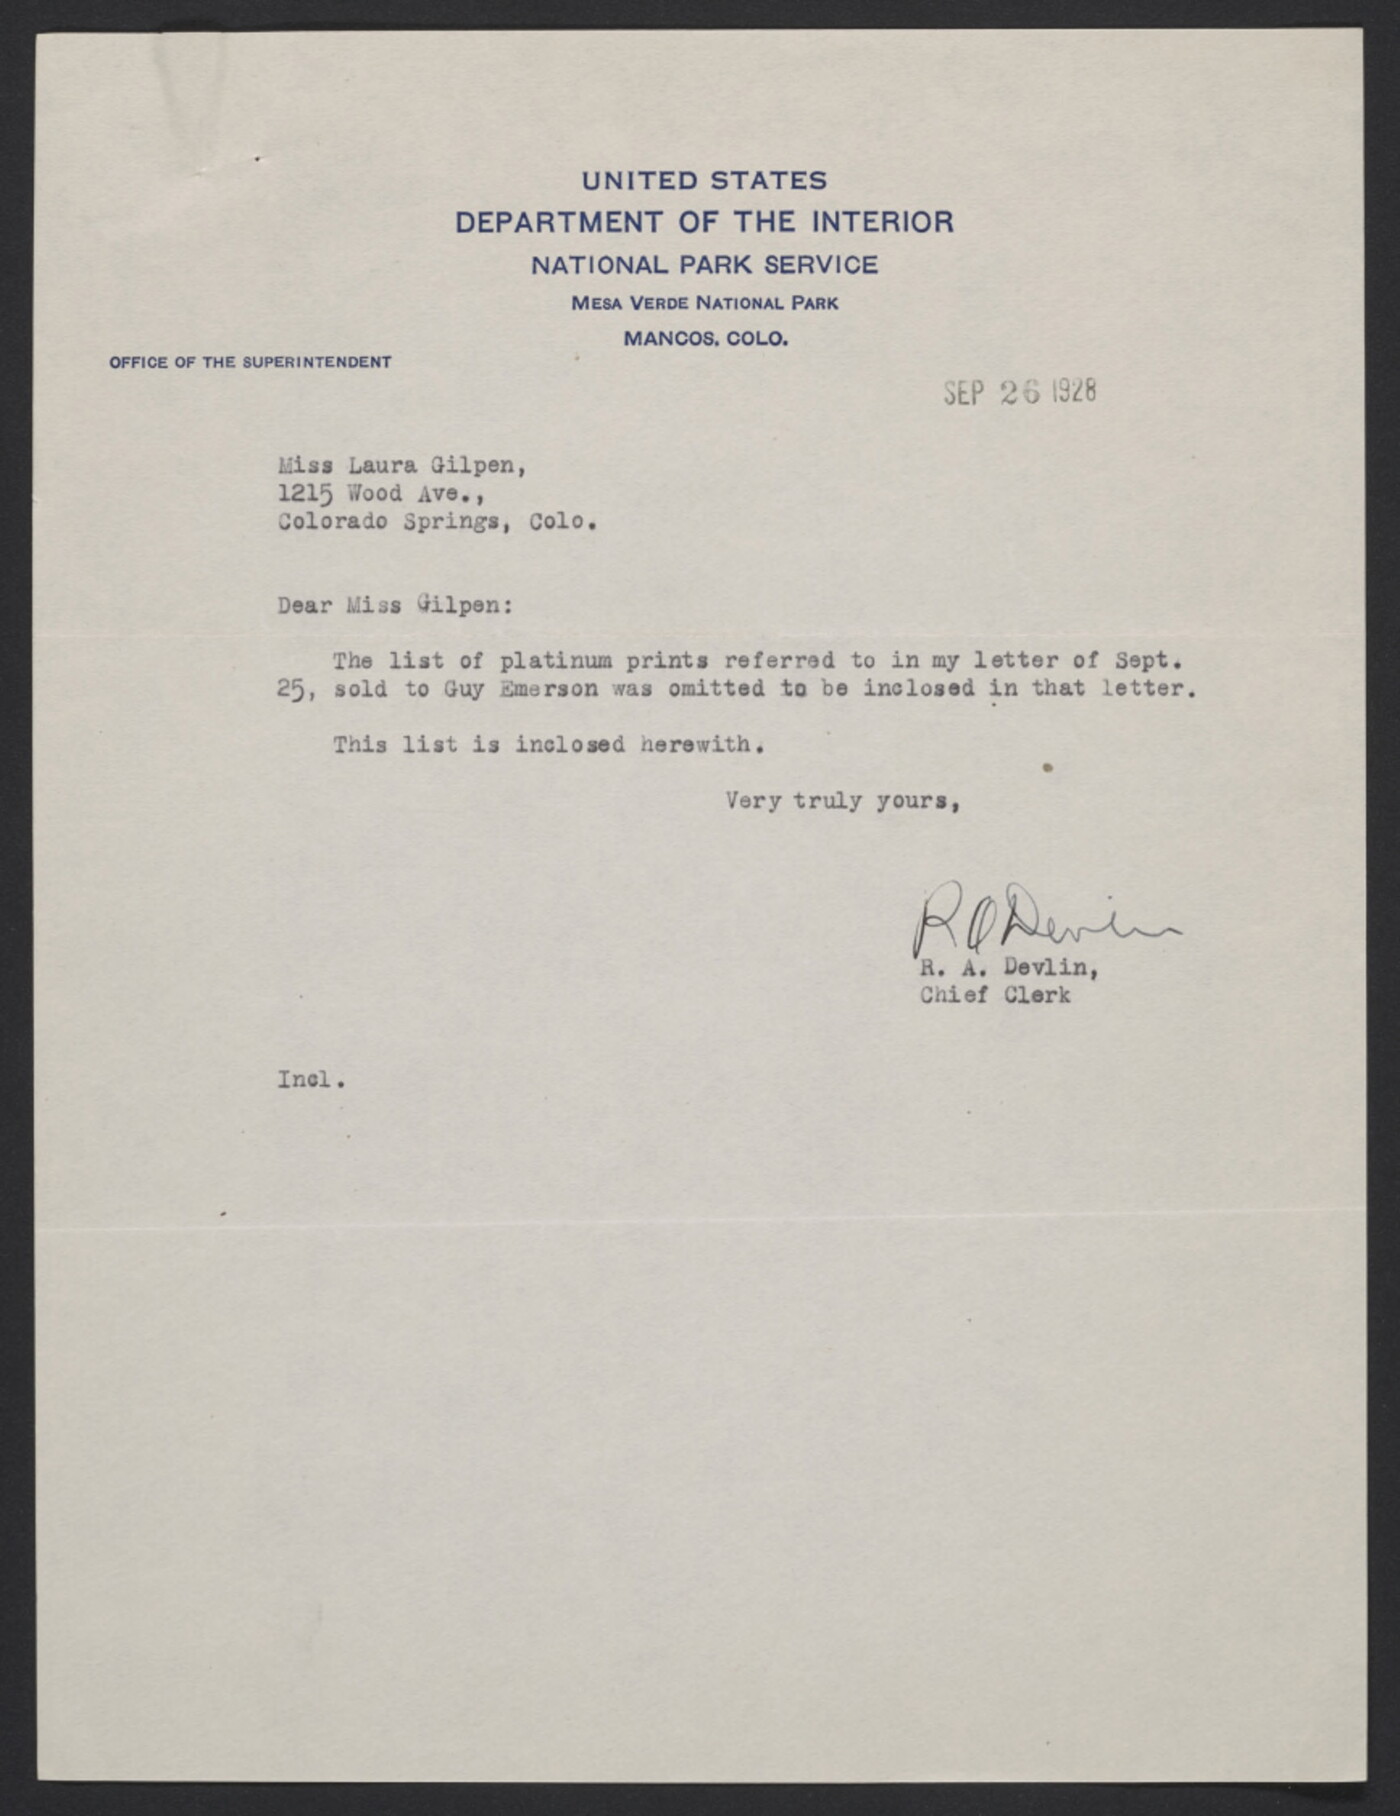 UNITED STATES
DEPARTMENT OF THE INTERIOR
NATIONAL PARK SERVICE
MESA VERDE NATIONAL PARK
MANCOS, COLO.
OFFICE OF THE SUPERINTENDENT
SEP 26 1928
Miss Laura Gilpen,
1215 Wood Ave.,
Colorado Springs, Colo.
Dear Miss Gilpen:
The list of platinum prints referred to in my letter of Sept.
25, sold to Guy Emerson was omitted to be inclosed in that letter.
This list is inclosed herewith.
Very truly yours,
R A Devlin
R. A. Devlin,
Chief Clerk
Incl.